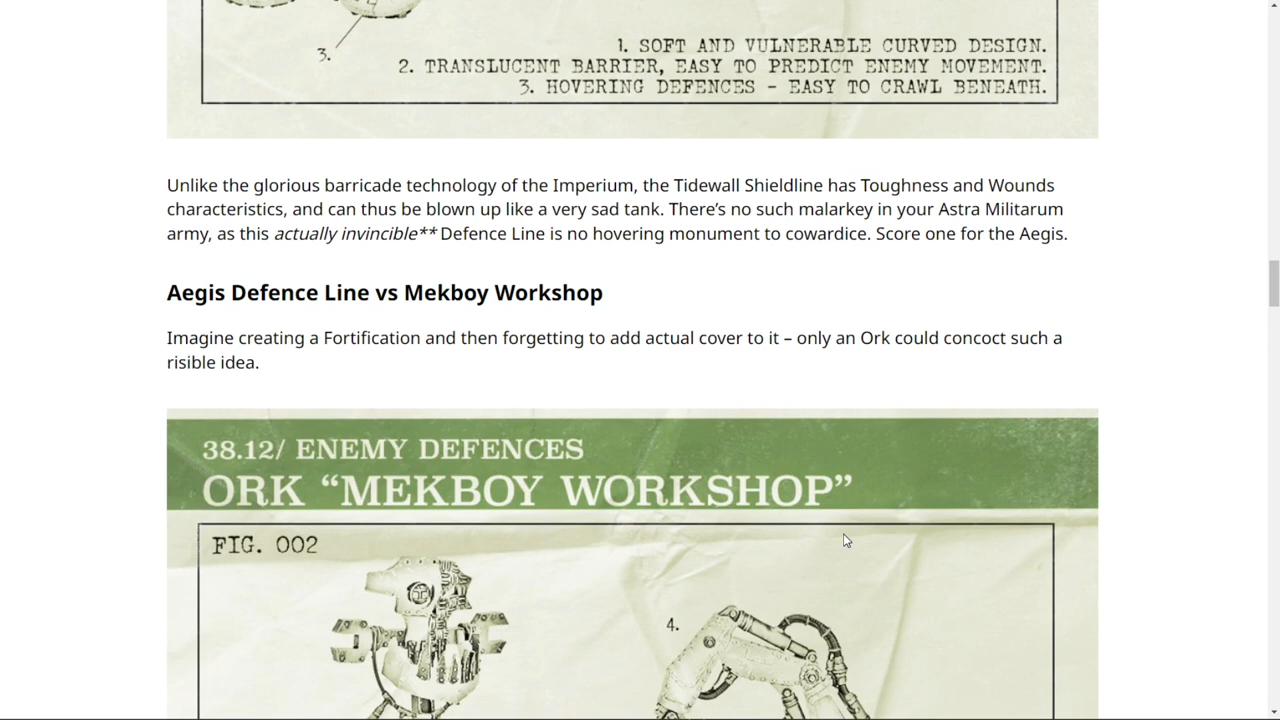 3.
1. SOFT AND VULNERABLE CURVED DESIGN.
2. TRANSLUCENT BARRIER, EASY TO PREDICT ENEMY MOVEMENT.
3. HOVERING DEFENCES - EASY TO CRAWL BENEATH.
Unlike the glorious barricade technology of the Imperium, the Tidewall Shieldline has Toughness and Wounds
characteristics, and can thus be blown up like a very sad tank. There’s no such malarkey in your Astra Militarum
army, as this actually invincible** Defence Line is no hovering monument to cowardice. Score one for the Aegis.
Aegis Defence Line vs Mekboy Workshop
Imagine creating a Fortification and then forgetting to add actual cover to it – only an Ork could concoct such a
risible idea.
38.12/ ENEMY DEFENCES
ORK “MEKBOY WORKSHOP”
FIG. 002
4.